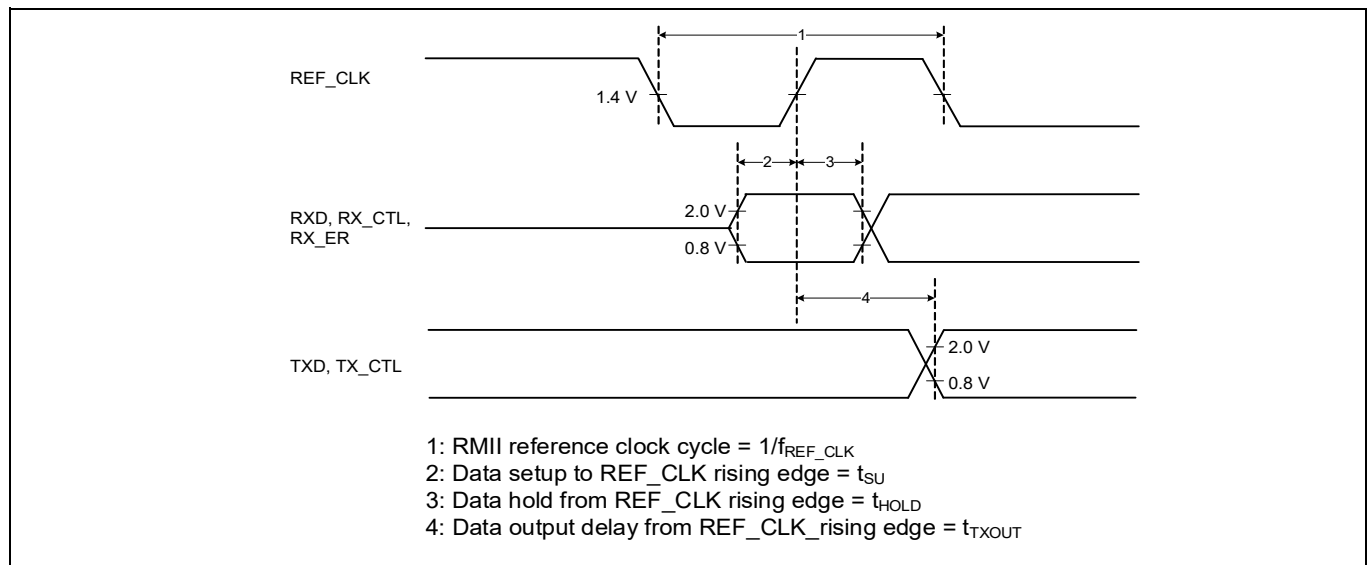 1
REF_CLK
1.4 V
2
3
2.0 V
RXD, RX_CTL,
RX_ER
0.8 V
4
2.0 V
TXD, TX_CTL
0.8 V
1: RMII reference clock cycle = 1/fREF_CLK
2: Data setup to REF_CLK rising edge = tSU
3: Data hold from REF_CLK rising edge = tHOLD
4: Data output delay from REF_CLK_rising edge = tTXOUT